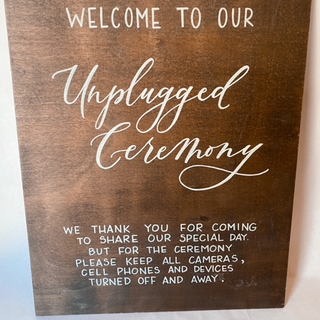 WELCOME TO OUR
Unplugged
Ceremony
WE THANK YOU FOR COMING
TO SHARE OUR SPECIAL DAY.
BUT FOR THE CEREMONY
PLEASE KEEP ALL CAMERAS,
CELL PHONES AND DEVICES
TURNED OFF AND AWAY.